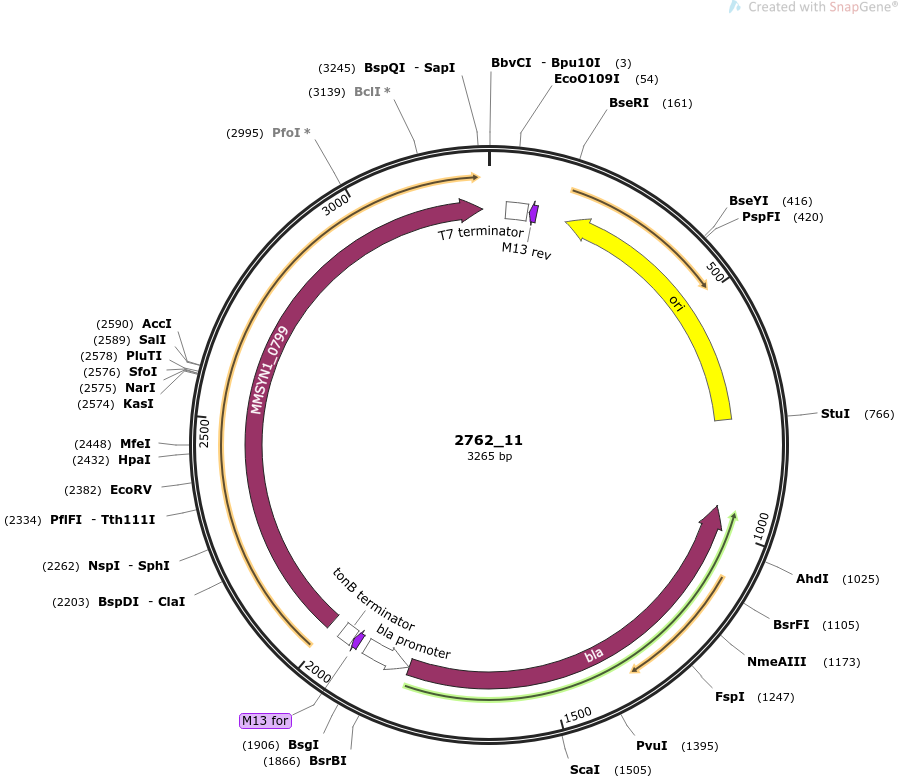 Created with SnapGene®
(3245) BspQI - SapI
BbvCI - Bpu10I (3)
(3139) BclI *
EcoO109I (54)
BseRI (161)
(2995) PfoI *
3000
T7 terminator
M13 rev
BseYI (416)
PspFI (420)
500
ori
(2590) AccI
(2589) SalI
(2578) PluTI
(2576) SfoI
(2575) NarI
(2574) KasI
MMSYN1_0799
StuI (766)
2500
(2448) MfeI
(2432) HpaI
2762_11
3265 bp
(2382) EcoRV
(2334) PflFI - Tth111I
1000
(2262) NspI - SphI
AhdI (1025)
(2203) BspDI - ClaI
tonB terminator
bla promoter
BsrFI (1105)
bla
2000
NmeAIII (1173)
FspI (1247)
M13 for
1500
(1906) BsgI
PvuI (1395)
(1866) BsrBI
ScaI (1505)